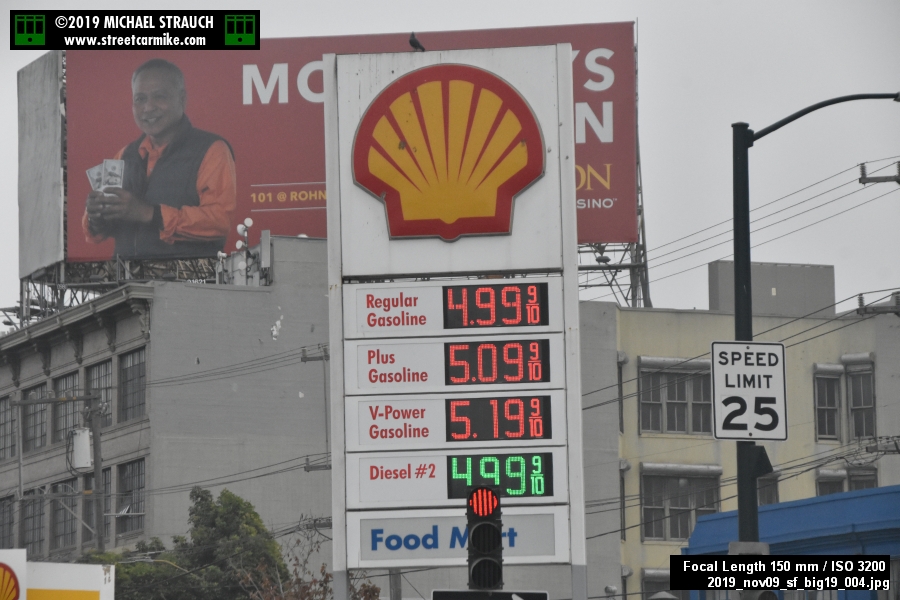 ©2019 MICHAEL STRAUCH
www.streetcarmike.com
101 @ ROHN
Regular
Gasoline
4.99 9/10
Plus
Gasoline
5.09 9/10
V-Power
Gasoline
5.19 9/10
Diesel #2
4.99 9/10
Food
SPEED
LIMIT
25
Focal Length 150 mm / ISO 3200
2019_nov09_sf_big19_004.jpg